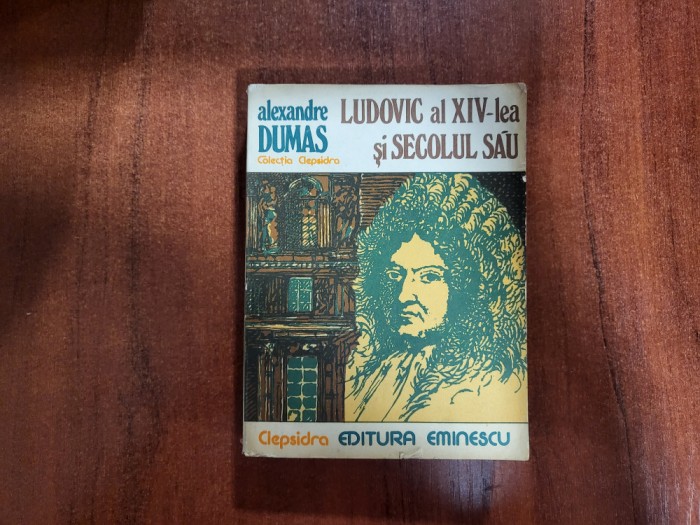 alexandre
DUMAS
Colecția Clepsidra
LUDOVIC al XIV-lea
și SECOLUL SĂU
Clepsidra EDITURA EMINESCU